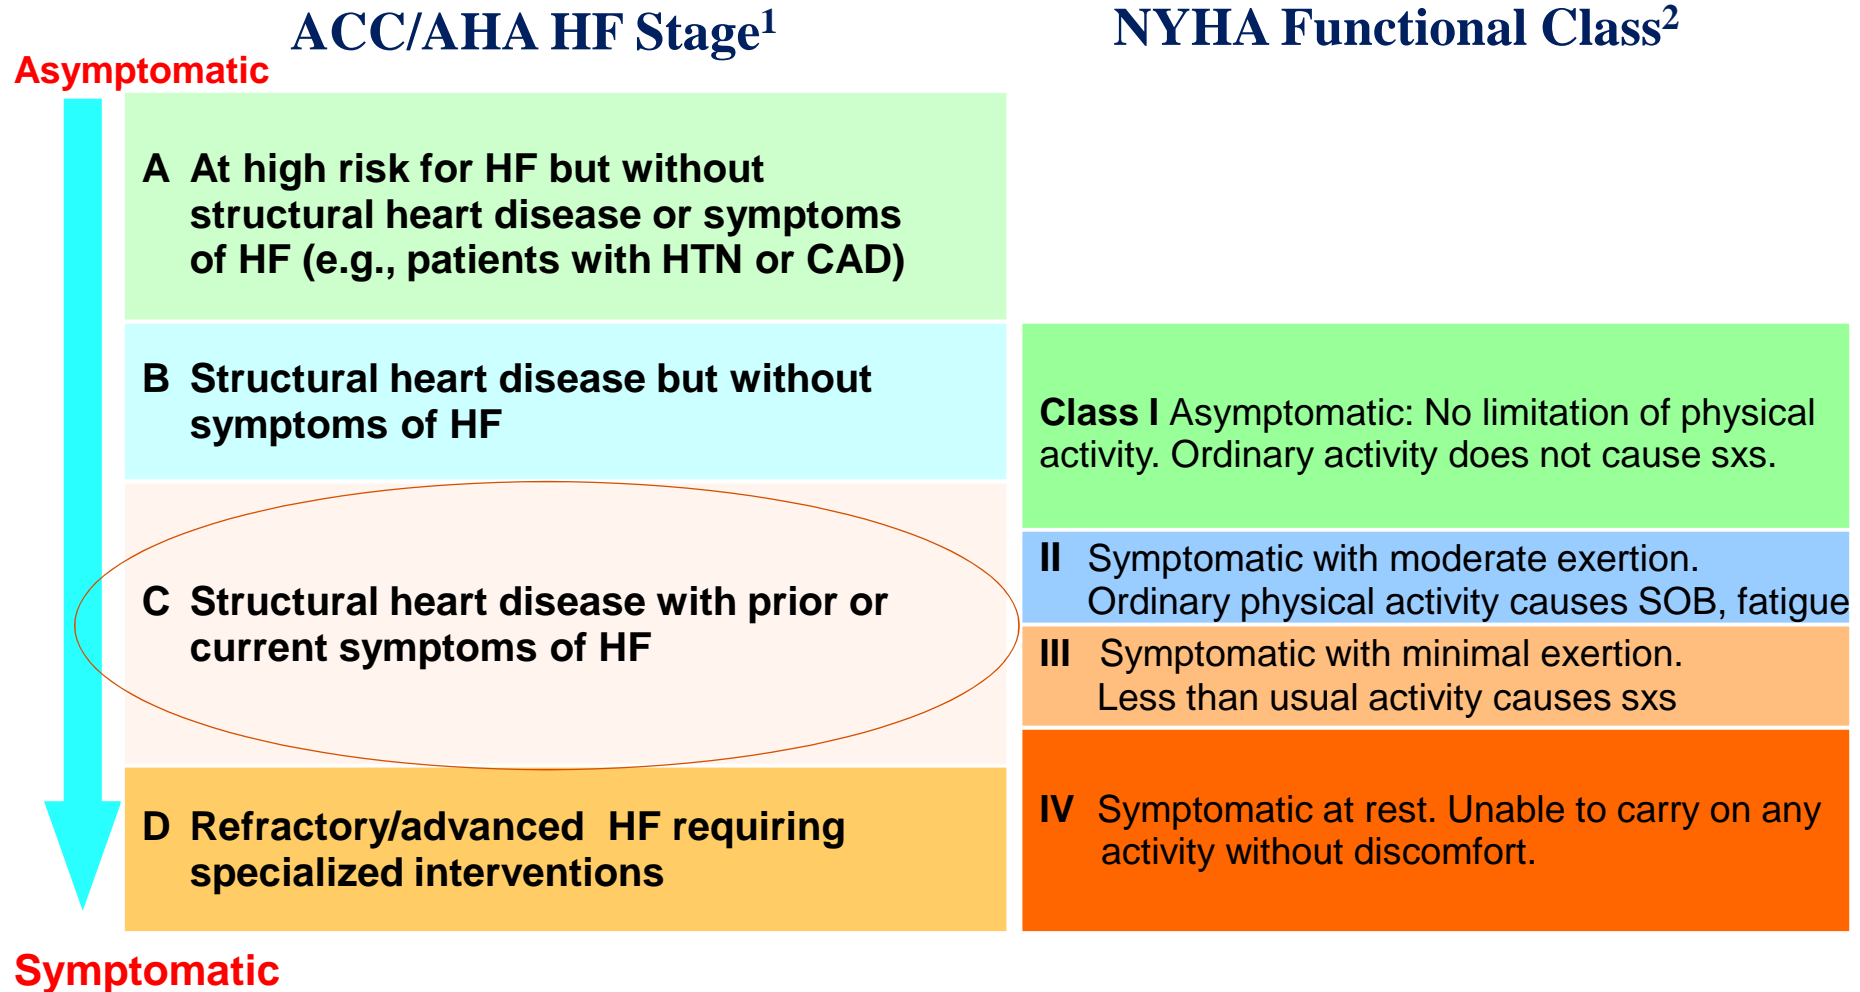 ACC/AHA HF Stage¹
NYHA Functional Class²
Asymptomatic
A At high risk for HF but without
structural heart disease or symptoms
of HF (e.g., patients with HTN or CAD)
B Structural heart disease but without
symptoms of HF
C Structural heart disease with prior or
current symptoms of HF
D Refractory/advanced HF requiring
specialized interventions
Class I Asymptomatic: No limitation of physical
activity. Ordinary activity does not cause sxs.
II Symptomatic with moderate exertion.
Ordinary physical activity causes SOB, fatigue
III Symptomatic with minimal exertion.
Less than usual activity causes sxs
IV Symptomatic at rest. Unable to carry on any
activity without discomfort.
Symptomatic